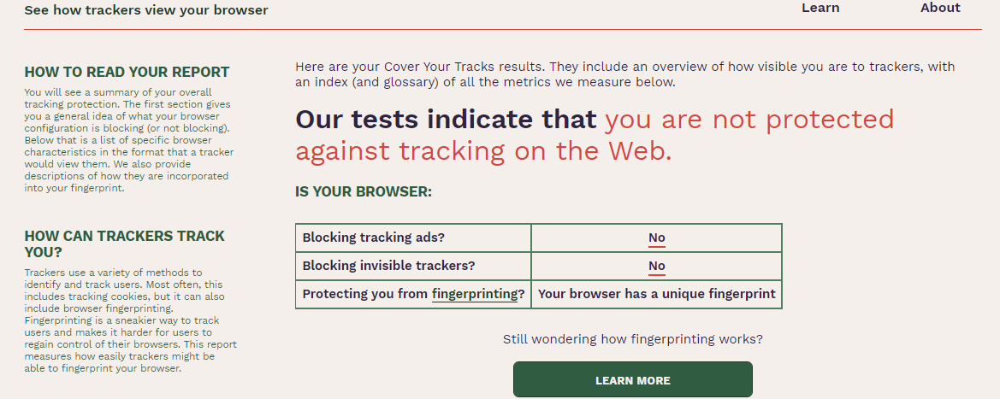 See how trackers view your browser
Learn
About
HOW TO READ YOUR REPORT
You will see a summary of your overall
tracking protection. The first section gives
you a general idea of what your browser
configuration is blocking (or not blocking).
Below that is a list of specific browser
characteristics in the format that a tracker
would view them. We also provide
descriptions of how they are incorporated
into your fingerprint.
HOW CAN TRACKERS TRACK
YOU?
Trackers use a variety of methods to
identify and track users. Most often, this
includes tracking cookies, but it can also
include browser fingerprinting.
Fingerprinting is a sneakier way to track
users and makes it harder for users to
regain control of their browsers. This report
measures how easily trackers might be
able to fingerprint your browser.
Here are your Cover Your Tracks results. They include an overview of how visible you are to trackers, with
an index (and glossary) of all the metrics we measure below.
Our tests indicate that you are not protected
against tracking on the Web.
IS YOUR BROWSER:
Blocking tracking ads? No
Blocking invisible trackers? No
Protecting you from fingerprinting? Your browser has a unique fingerprint
Still wondering how fingerprinting works?
LEARN MORE